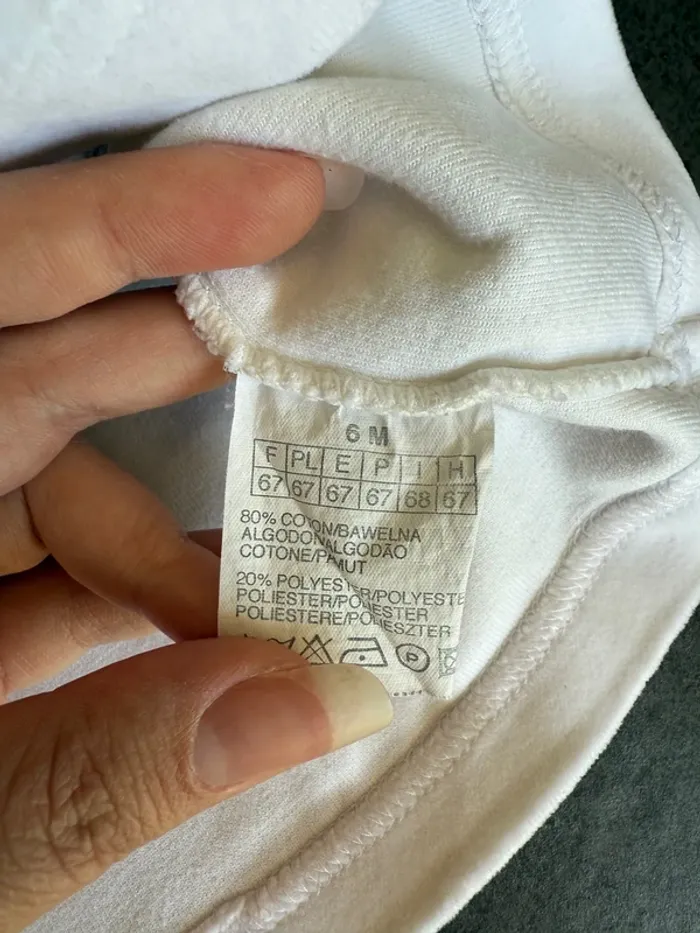 6 M
F PL E P I H
67 67 67 67 68 67
80% COTON/BAWELNA
ALGODON/ALGODÃO
COTONE/PAMUT
20% POLYESTER/POLYESTE
POLIESTER/POLIESTER
POLIESTERE/POLIESZTER
P